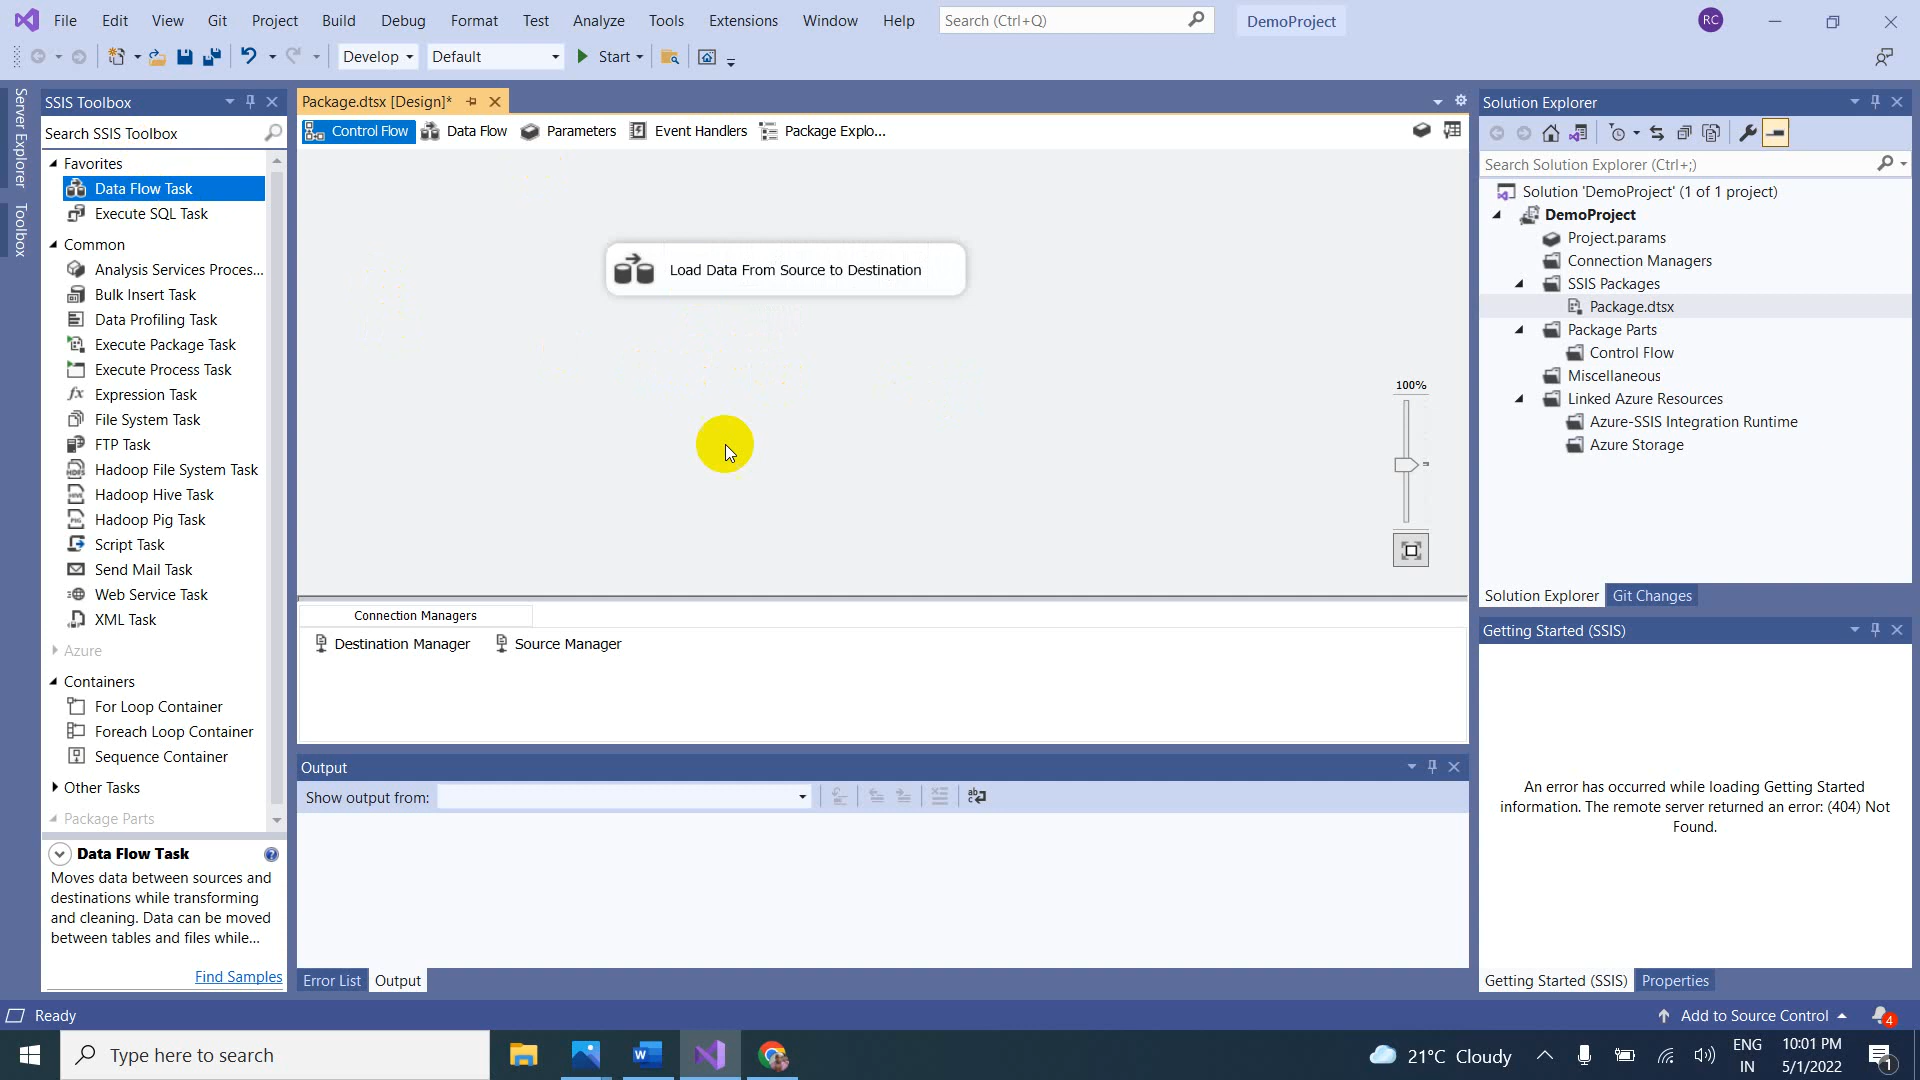 File Edit View Git Project Build Debug Format Test Analyze Tools Extensions Window Help Search (Ctrl+Q) DemoProject RC
Develop Default Start
Server Explorer
Toolbox
SSIS Toolbox
Search SSIS Toolbox
Favorites
Data Flow Task
Execute SQL Task
Common
Analysis Services Proces...
Bulk Insert Task
Data Profiling Task
Execute Package Task
Execute Process Task
Expression Task
File System Task
FTP Task
Hadoop File System Task
Hadoop Hive Task
Hadoop Pig Task
Script Task
Send Mail Task
Web Service Task
XML Task
Azure
Containers
For Loop Container
Foreach Loop Container
Sequence Container
Other Tasks
Package Parts
Data Flow Task
Moves data between sources and
destinations while transforming
and cleaning. Data can be moved
between tables and files while...
Find Samples
Package.dtsx [Design]*
Control Flow Data Flow Parameters Event Handlers Package Explo...
Load Data From Source to Destination
100%
Connection Managers
Destination Manager Source Manager
Output
Show output from:
Error List Output
Solution Explorer
Search Solution Explorer (Ctrl+;)
Solution 'DemoProject' (1 of 1 project)
DemoProject
Project.params
Connection Managers
SSIS Packages
Package.dtsx
Package Parts
Control Flow
Miscellaneous
Linked Azure Resources
Azure-SSIS Integration Runtime
Azure Storage
Solution Explorer Git Changes
Getting Started (SSIS)
An error has occurred while loading Getting Started
information. The remote server returned an error: (404) Not
Found.
Getting Started (SSIS) Properties
Ready
Add to Source Control 4
Type here to search
21°C Cloudy
ENG
IN
10:01 PM
5/1/2022
1